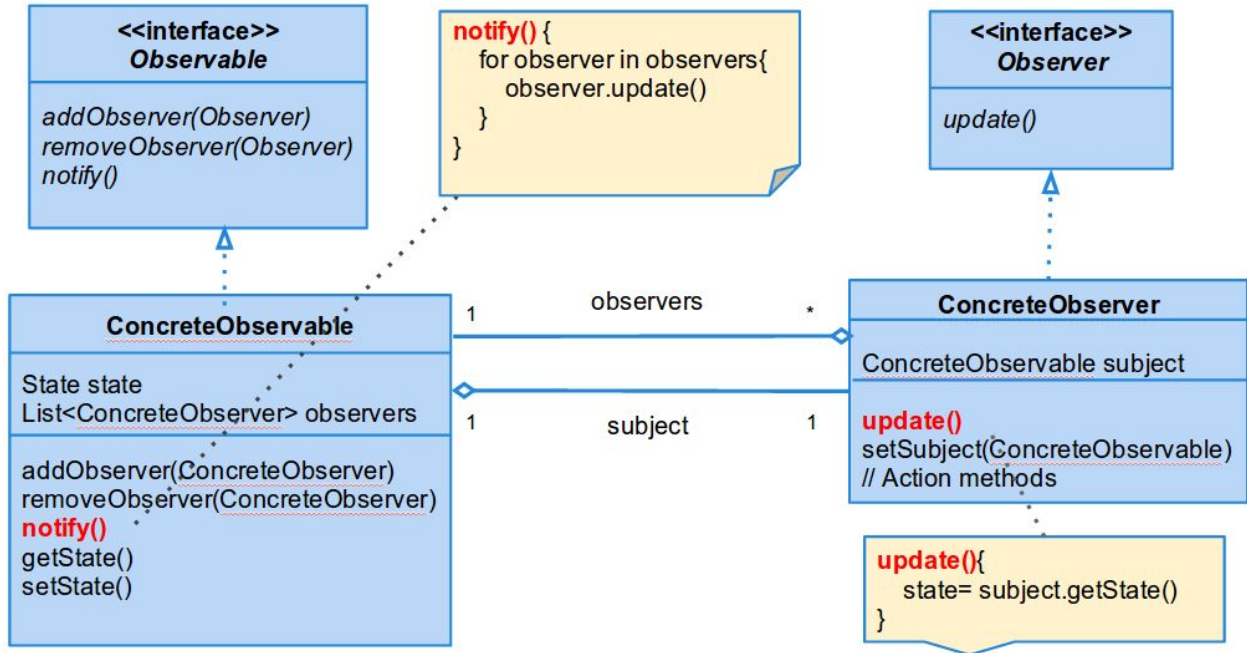 <<interface>>
Observable
addObserver(Observer)
removeObserver(Observer)
notify()
notify() {
for observer in observers{
observer.update()
}
}
<<interface>>
Observer
update()
ConcreteObservable
State state
List<ConcreteObserver> observers
addObserver(ConcreteObserver)
removeObserver(ConcreteObserver)
notify()
getState()
setState()
1
observers
*
1
subject
1
ConcreteObserver
ConcreteObservable subject
update()
setSubject(ConcreteObservable)
// Action methods
update(){
state= subject.getState()
}